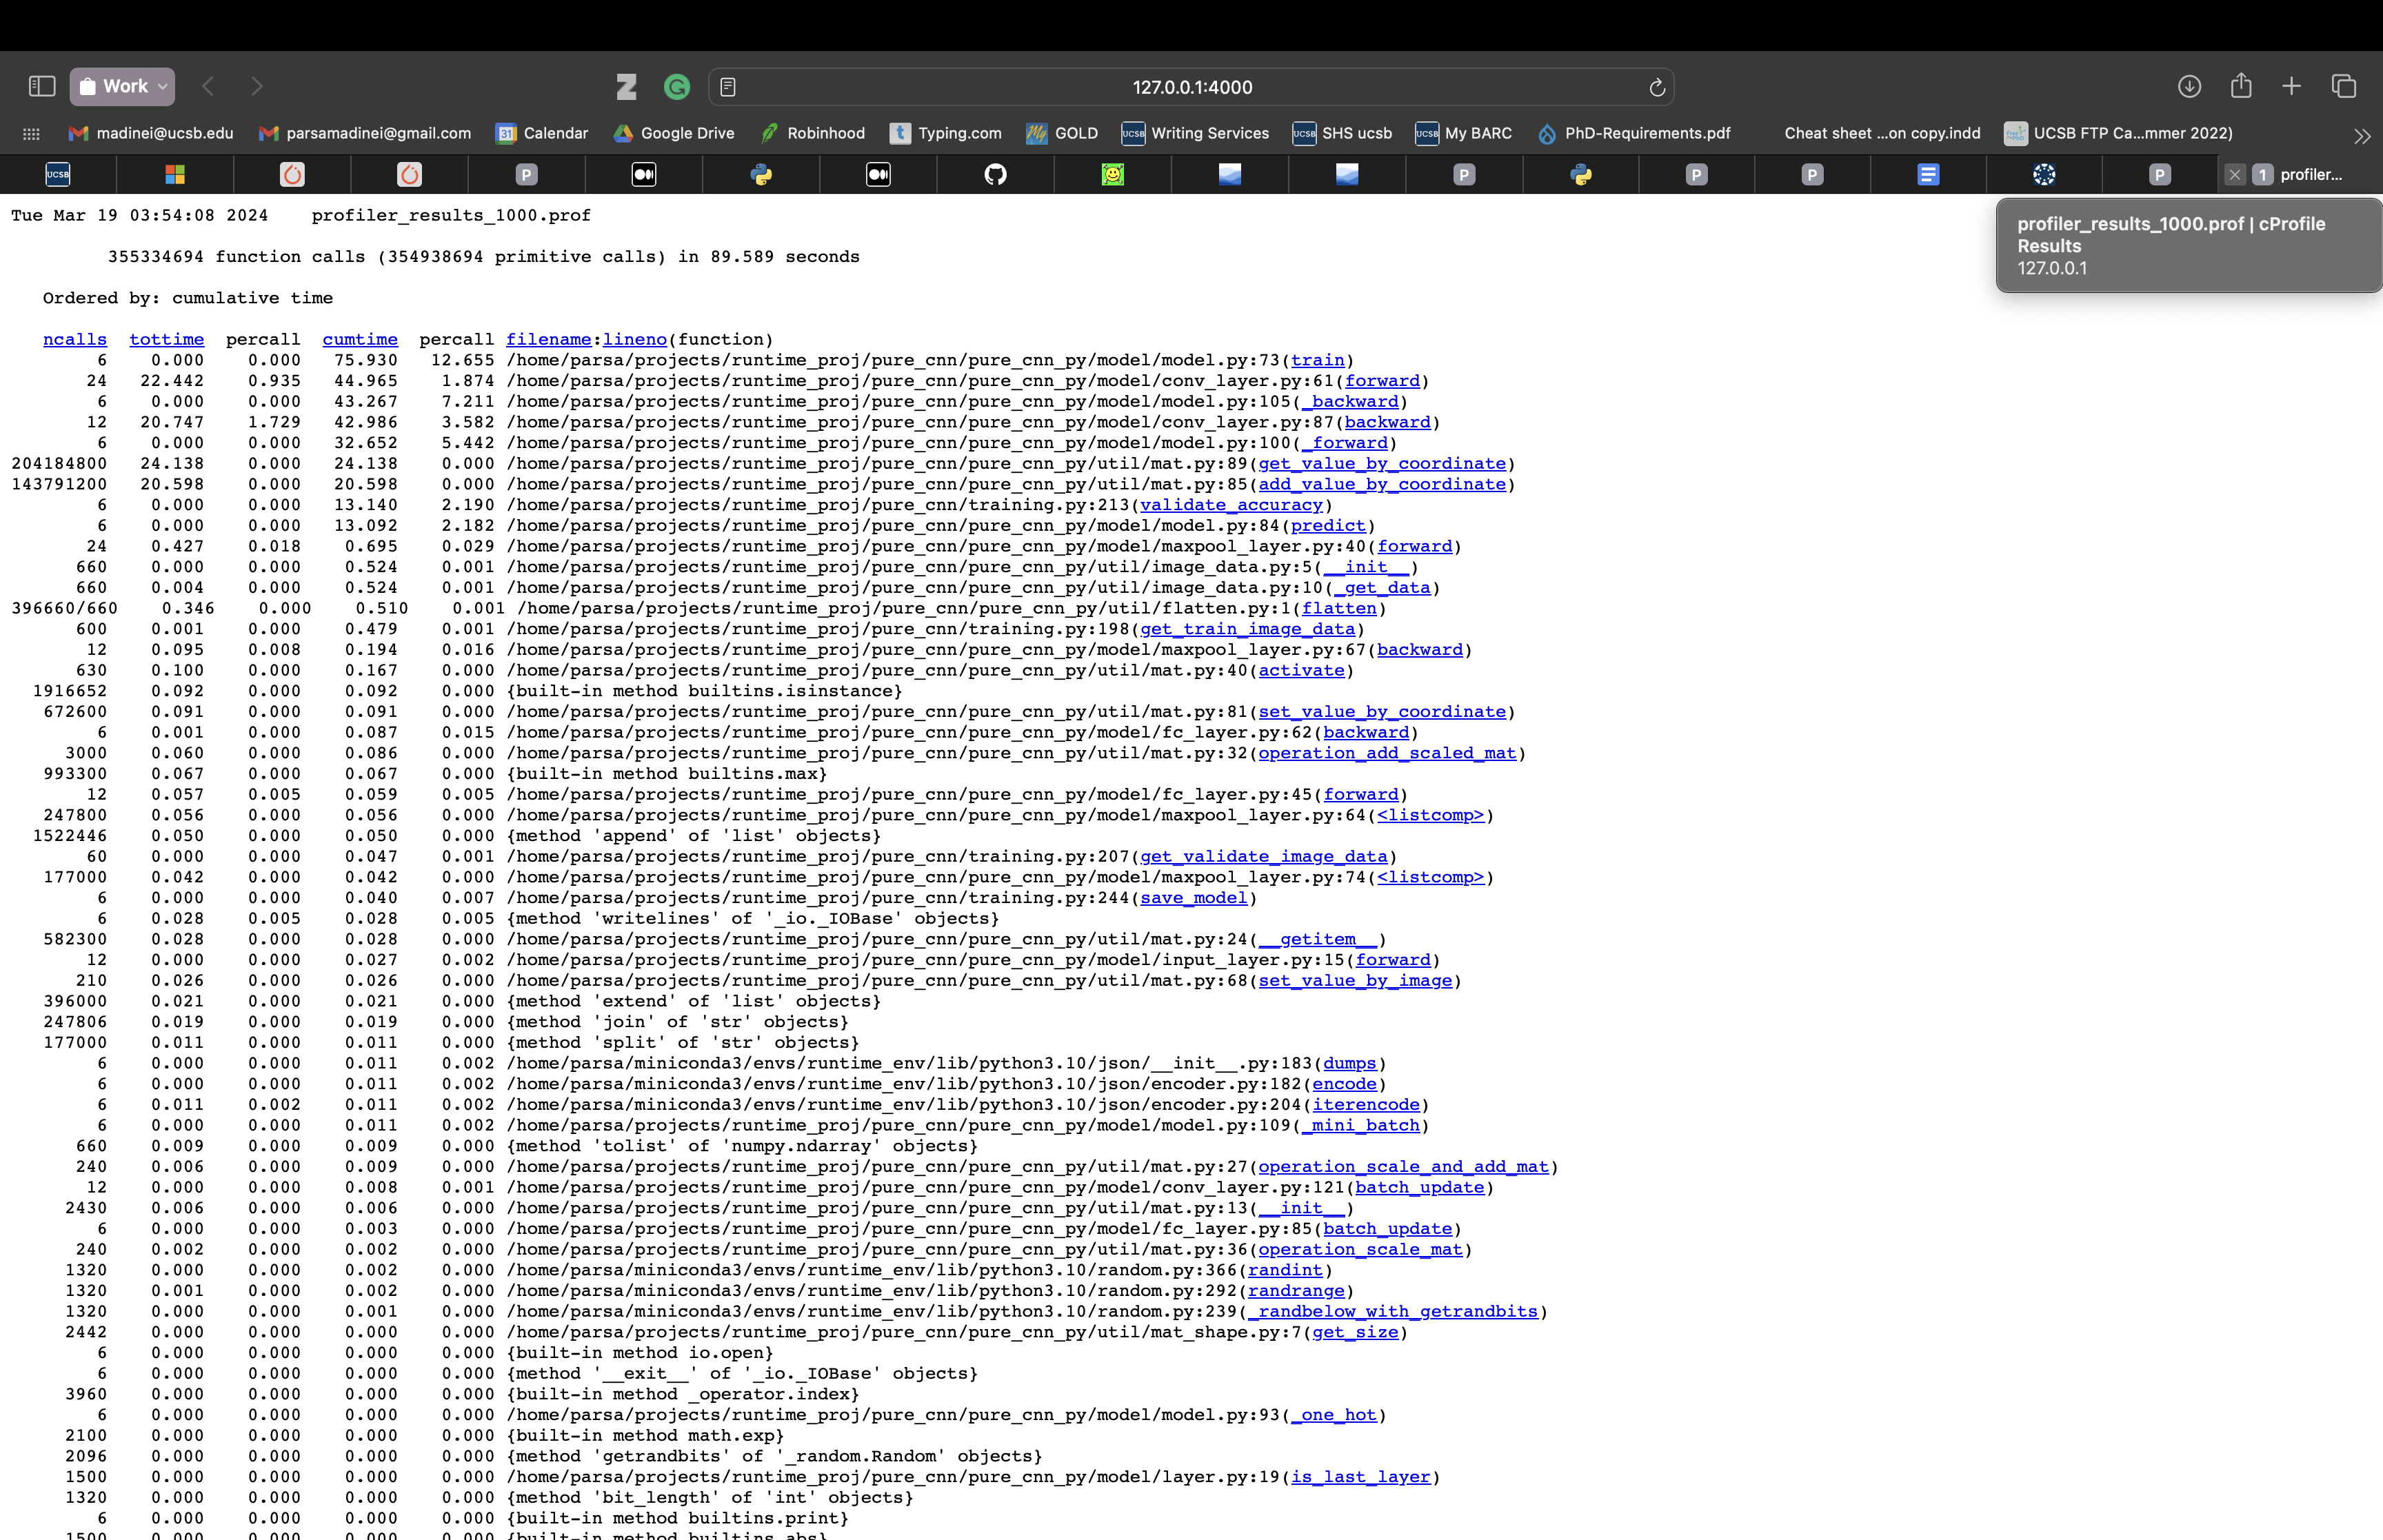 Work
127.0.0.1:4000
madinei@ucsb.edu parsamadinei@gmail.com 31 Calendar Google Drive Robinhood t Typing.com My GOLD UCSB Writing Services UCSB SHS ucsb UCSB My BARC PhD-Requirements.pdf Cheat sheet ...on copy.indd UCSB FTP Ca...mmer 2022)
UCSB P P P P P 1 profiler...
profiler_results_1000.prof | cProfile
Results
127.0.0.1
Tue Mar 19 03:54:08 2024 profiler_results_1000.prof
355334694 function calls (354938694 primitive calls) in 89.589 seconds
Ordered by: cumulative time
ncalls tottime percall cumtime percall filename:lineno(function)
6 0.000 0.000 75.930 12.655 /home/parsa/projects/runtime_proj/pure_cnn/pure_cnn_py/model/model.py:73(train)
24 22.442 0.935 44.965 1.874 /home/parsa/projects/runtime_proj/pure_cnn/pure_cnn_py/model/conv_layer.py:61(forward)
6 0.000 0.000 43.267 7.211 /home/parsa/projects/runtime_proj/pure_cnn/pure_cnn_py/model/model.py:105(_backward)
12 20.747 1.729 42.986 3.582 /home/parsa/projects/runtime_proj/pure_cnn/pure_cnn_py/model/conv_layer.py:87(backward)
6 0.000 0.000 32.652 5.442 /home/parsa/projects/runtime_proj/pure_cnn/pure_cnn_py/model/model.py:100(_forward)
204184800 24.138 0.000 24.138 0.000 /home/parsa/projects/runtime_proj/pure_cnn/pure_cnn_py/util/mat.py:89(get_value_by_coordinate)
143791200 20.598 0.000 20.598 0.000 /home/parsa/projects/runtime_proj/pure_cnn/pure_cnn_py/util/mat.py:85(add_value_by_coordinate)
6 0.000 0.000 13.140 2.190 /home/parsa/projects/runtime_proj/pure_cnn/training.py:213(validate_accuracy)
6 0.000 0.000 13.092 2.182 /home/parsa/projects/runtime_proj/pure_cnn/pure_cnn_py/model/model.py:84(predict)
24 0.427 0.018 0.695 0.029 /home/parsa/projects/runtime_proj/pure_cnn/pure_cnn_py/model/maxpool_layer.py:40(forward)
660 0.000 0.000 0.524 0.001 /home/parsa/projects/runtime_proj/pure_cnn/pure_cnn_py/util/image_data.py:5(__init__)
660 0.004 0.000 0.524 0.001 /home/parsa/projects/runtime_proj/pure_cnn/pure_cnn_py/util/image_data.py:10(_get_data)
396660/660 0.346 0.000 0.510 0.001 /home/parsa/projects/runtime_proj/pure_cnn/pure_cnn_py/util/flatten.py:1(flatten)
600 0.001 0.000 0.479 0.001 /home/parsa/projects/runtime_proj/pure_cnn/training.py:198(get_train_image_data)
12 0.095 0.008 0.194 0.016 /home/parsa/projects/runtime_proj/pure_cnn/pure_cnn_py/model/maxpool_layer.py:67(backward)
630 0.100 0.000 0.167 0.000 /home/parsa/projects/runtime_proj/pure_cnn/pure_cnn_py/util/mat.py:40(activate)
1916652 0.092 0.000 0.092 0.000 {built-in method builtins.isinstance}
672600 0.091 0.000 0.091 0.000 /home/parsa/projects/runtime_proj/pure_cnn/pure_cnn_py/util/mat.py:81(set_value_by_coordinate)
6 0.001 0.000 0.087 0.015 /home/parsa/projects/runtime_proj/pure_cnn/pure_cnn_py/model/fc_layer.py:62(backward)
3000 0.060 0.000 0.086 0.000 /home/parsa/projects/runtime_proj/pure_cnn/pure_cnn_py/util/mat.py:32(operation_add_scaled_mat)
993300 0.067 0.000 0.067 0.000 {built-in method builtins.max}
12 0.057 0.005 0.059 0.005 /home/parsa/projects/runtime_proj/pure_cnn/pure_cnn_py/model/fc_layer.py:45(forward)
247800 0.056 0.000 0.056 0.000 /home/parsa/projects/runtime_proj/pure_cnn/pure_cnn_py/model/maxpool_layer.py:64(<listcomp>)
1522446 0.050 0.000 0.050 0.000 {method 'append' of 'list' objects}
60 0.000 0.000 0.047 0.001 /home/parsa/projects/runtime_proj/pure_cnn/training.py:207(get_validate_image_data)
177000 0.042 0.000 0.042 0.000 /home/parsa/projects/runtime_proj/pure_cnn/pure_cnn_py/model/maxpool_layer.py:74(<listcomp>)
6 0.000 0.000 0.040 0.007 /home/parsa/projects/runtime_proj/pure_cnn/training.py:244(save_model)
6 0.028 0.005 0.028 0.005 {method 'writelines' of '_io._IOBase' objects}
582300 0.028 0.000 0.028 0.000 /home/parsa/projects/runtime_proj/pure_cnn/pure_cnn_py/util/mat.py:24(__getitem__)
12 0.000 0.000 0.027 0.002 /home/parsa/projects/runtime_proj/pure_cnn/pure_cnn_py/model/input_layer.py:15(forward)
210 0.026 0.000 0.026 0.000 /home/parsa/projects/runtime_proj/pure_cnn/pure_cnn_py/util/mat.py:68(set_value_by_image)
396000 0.021 0.000 0.021 0.000 {method 'extend' of 'list' objects}
247806 0.019 0.000 0.019 0.000 {method 'join' of 'str' objects}
177000 0.011 0.000 0.011 0.000 {method 'split' of 'str' objects}
6 0.000 0.000 0.011 0.002 /home/parsa/miniconda3/envs/runtime_env/lib/python3.10/json/__init__.py:183(dumps)
6 0.000 0.000 0.011 0.002 /home/parsa/miniconda3/envs/runtime_env/lib/python3.10/json/encoder.py:182(encode)
6 0.011 0.002 0.011 0.002 /home/parsa/miniconda3/envs/runtime_env/lib/python3.10/json/encoder.py:204(iterencode)
6 0.000 0.000 0.011 0.002 /home/parsa/projects/runtime_proj/pure_cnn/pure_cnn_py/model/model.py:109(_mini_batch)
660 0.009 0.000 0.009 0.000 {method 'tolist' of 'numpy.ndarray' objects}
240 0.006 0.000 0.009 0.000 /home/parsa/projects/runtime_proj/pure_cnn/pure_cnn_py/util/mat.py:27(operation_scale_and_add_mat)
12 0.000 0.000 0.008 0.001 /home/parsa/projects/runtime_proj/pure_cnn/pure_cnn_py/model/conv_layer.py:121(batch_update)
2430 0.006 0.000 0.006 0.000 /home/parsa/projects/runtime_proj/pure_cnn/pure_cnn_py/util/mat.py:13(__init__)
6 0.000 0.000 0.003 0.000 /home/parsa/projects/runtime_proj/pure_cnn/pure_cnn_py/model/fc_layer.py:85(batch_update)
240 0.002 0.000 0.002 0.000 /home/parsa/projects/runtime_proj/pure_cnn/pure_cnn_py/util/mat.py:36(operation_scale_mat)
1320 0.000 0.000 0.002 0.000 /home/parsa/miniconda3/envs/runtime_env/lib/python3.10/random.py:366(randint)
1320 0.001 0.000 0.002 0.000 /home/parsa/miniconda3/envs/runtime_env/lib/python3.10/random.py:292(randrange)
1320 0.000 0.000 0.001 0.000 /home/parsa/miniconda3/envs/runtime_env/lib/python3.10/random.py:239(_randbelow_with_getrandbits)
2442 0.000 0.000 0.000 0.000 /home/parsa/projects/runtime_proj/pure_cnn/pure_cnn_py/util/mat_shape.py:7(get_size)
6 0.000 0.000 0.000 0.000 {built-in method io.open}
6 0.000 0.000 0.000 0.000 {method '__exit__' of '_io._IOBase' objects}
3960 0.000 0.000 0.000 0.000 {built-in method _operator.index}
6 0.000 0.000 0.000 0.000 /home/parsa/projects/runtime_proj/pure_cnn/pure_cnn_py/model/model.py:93(_one_hot)
2100 0.000 0.000 0.000 0.000 {built-in method math.exp}
2096 0.000 0.000 0.000 0.000 {method 'getrandbits' of '_random.Random' objects}
1500 0.000 0.000 0.000 0.000 /home/parsa/projects/runtime_proj/pure_cnn/pure_cnn_py/model/layer.py:19(is_last_layer)
1320 0.000 0.000 0.000 0.000 {method 'bit_length' of 'int' objects}
6 0.000 0.000 0.000 0.000 {built-in method builtins.print}
1500 0.000 0.000 0.000 0.000 {built-in method builtins.abs}